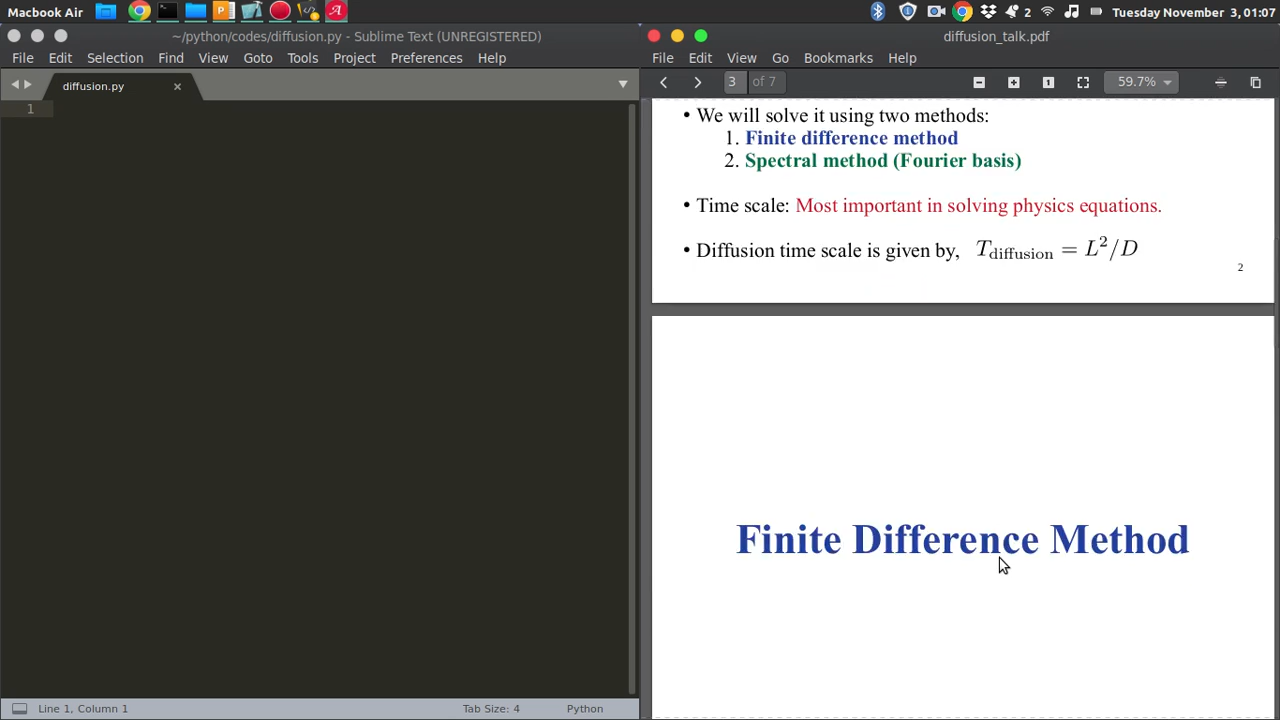 Macbook Air
2
Tuesday November 3, 01:07
~/python/codes/diffusion.py - Sublime Text (UNREGISTERED)
File Edit Selection Find View Goto Tools Project Preferences Help
diffusion.py
1
Line 1, Column 1
Tab Size: 4
Python
diffusion_talk.pdf
File Edit View Go Bookmarks Help
3 of 7
59.7%
• We will solve it using two methods:
1. Finite difference method
2. Spectral method (Fourier basis)
• Time scale: Most important in solving physics equations.
• Diffusion time scale is given by, T_diffusion = L²/D
2
Finite Difference Method